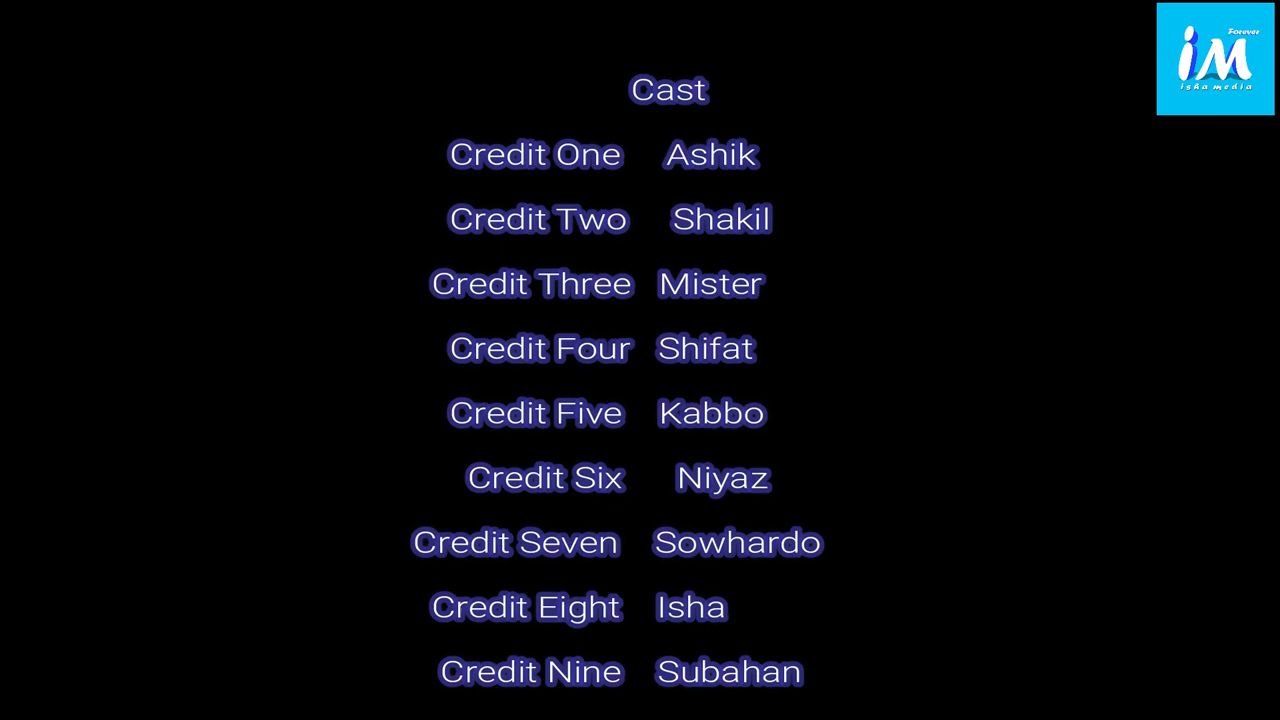 Forever
iM
isha media
Cast
Credit One Ashik
Credit Two Shakil
Credit Three Mister
Credit Four Shifat
Credit Five Kabbo
Credit Six Niyaz
Credit Seven Sowhardo
Credit Eight Isha
Credit Nine Subahan